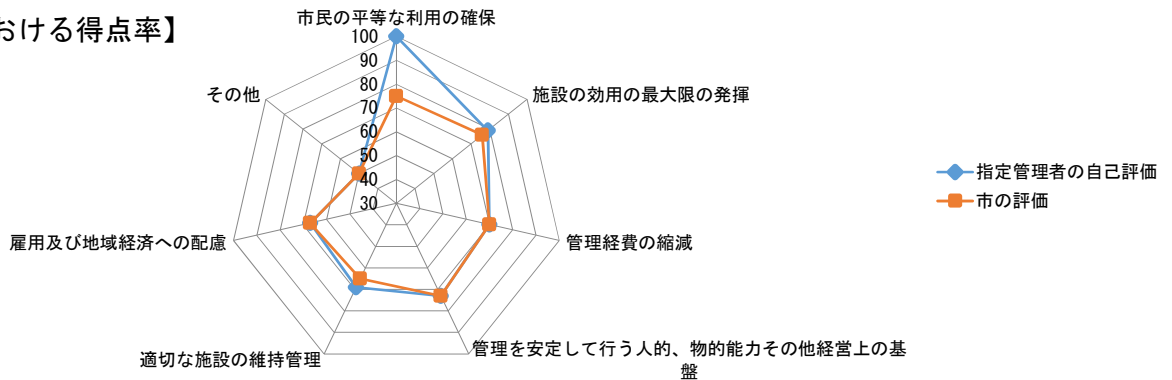 おける得点率】
市民の平等な利用の確保
100
90
80
70
60
50
40
30
施設の効用の最大限の発揮
その他
指定管理者の自己評価
市の評価
雇用及び地域経済への配慮
管理経費の縮減
適切な施設の維持管理
管理を安定して行う人的、物的能力その他経営上の基
盤